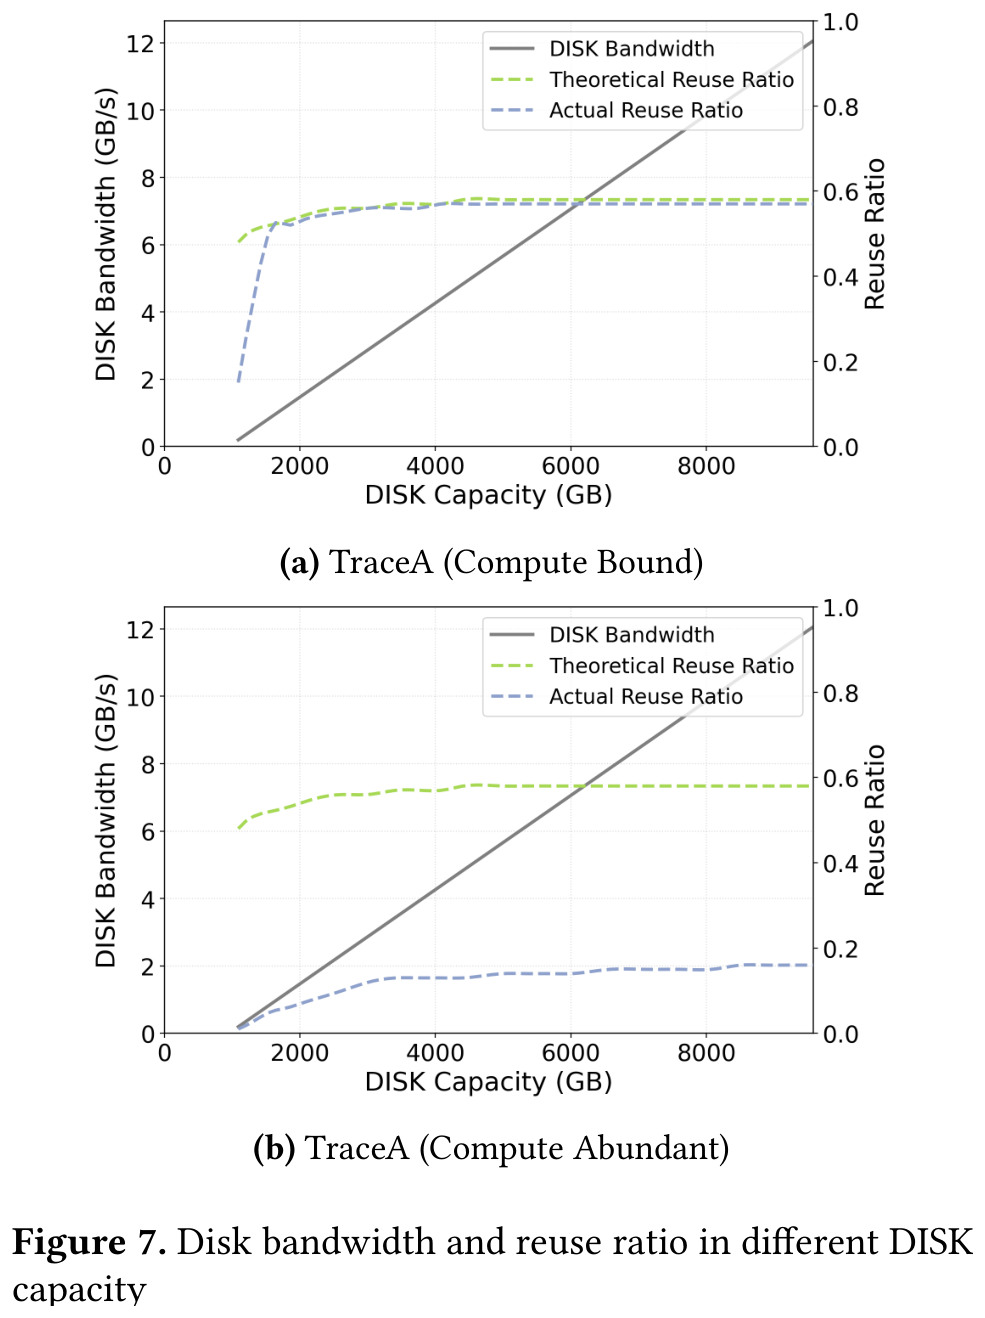 DISK Bandwidth (GB/s)
12
10
8
6
4
2
0
DISK Bandwidth
Theoretical Reuse Ratio
Actual Reuse Ratio
1.0
0.8
0.6
0.4
0.2
0.0
Reuse Ratio
0 2000 4000 6000 8000
DISK Capacity (GB)
(a) TraceA (Compute Bound)
DISK Bandwidth (GB/s)
12
10
8
6
4
2
0
DISK Bandwidth
Theoretical Reuse Ratio
Actual Reuse Ratio
1.0
0.8
0.6
0.4
0.2
0.0
Reuse Ratio
0 2000 4000 6000 8000
DISK Capacity (GB)
(b) TraceA (Compute Abundant)
Figure 7. Disk bandwidth and reuse ratio in different DISK
capacity